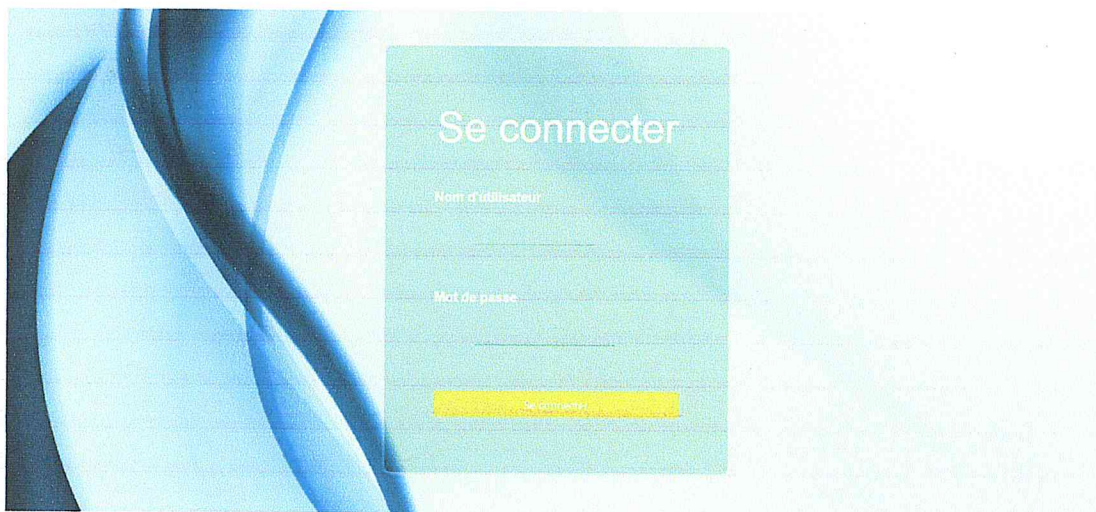 Se connecter
Nom d'utilisateur
Mot de passe
Se connecter